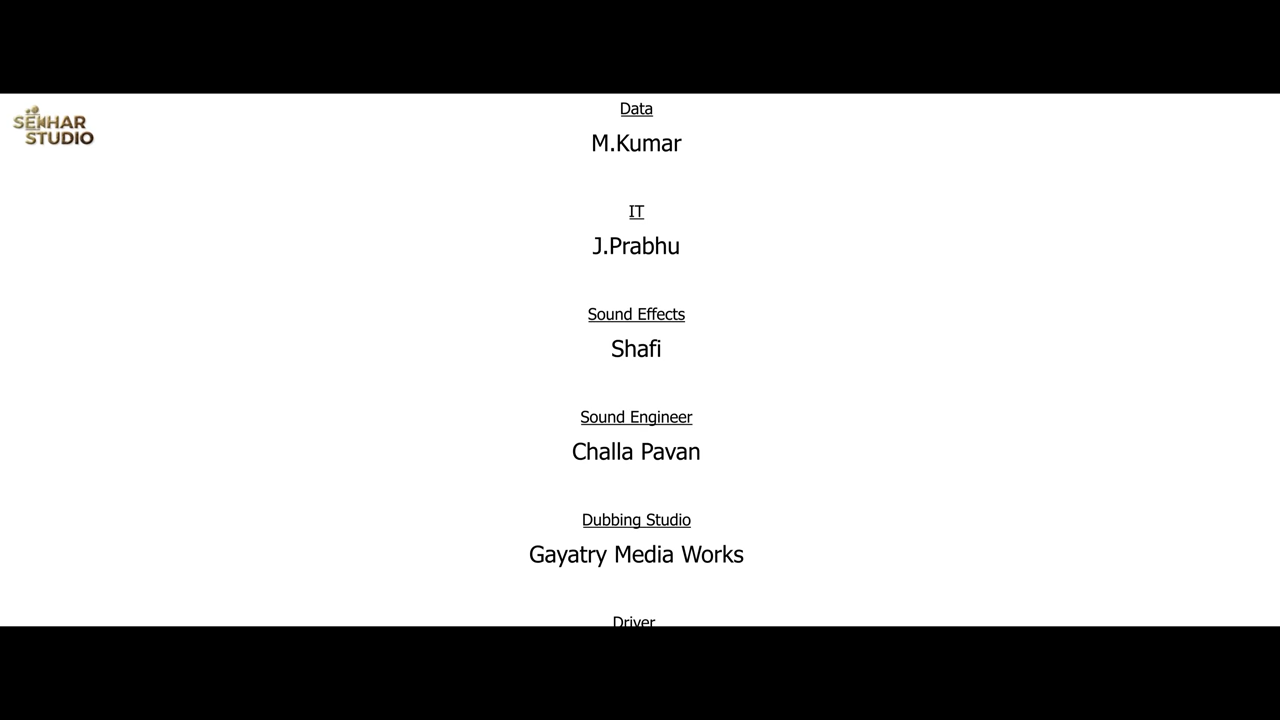 SEKHAR
STUDIO
Data
M.Kumar
IT
J.Prabhu
Sound Effects
Shafi
Sound Engineer
Challa Pavan
Dubbing Studio
Gayatry Media Works
Driver